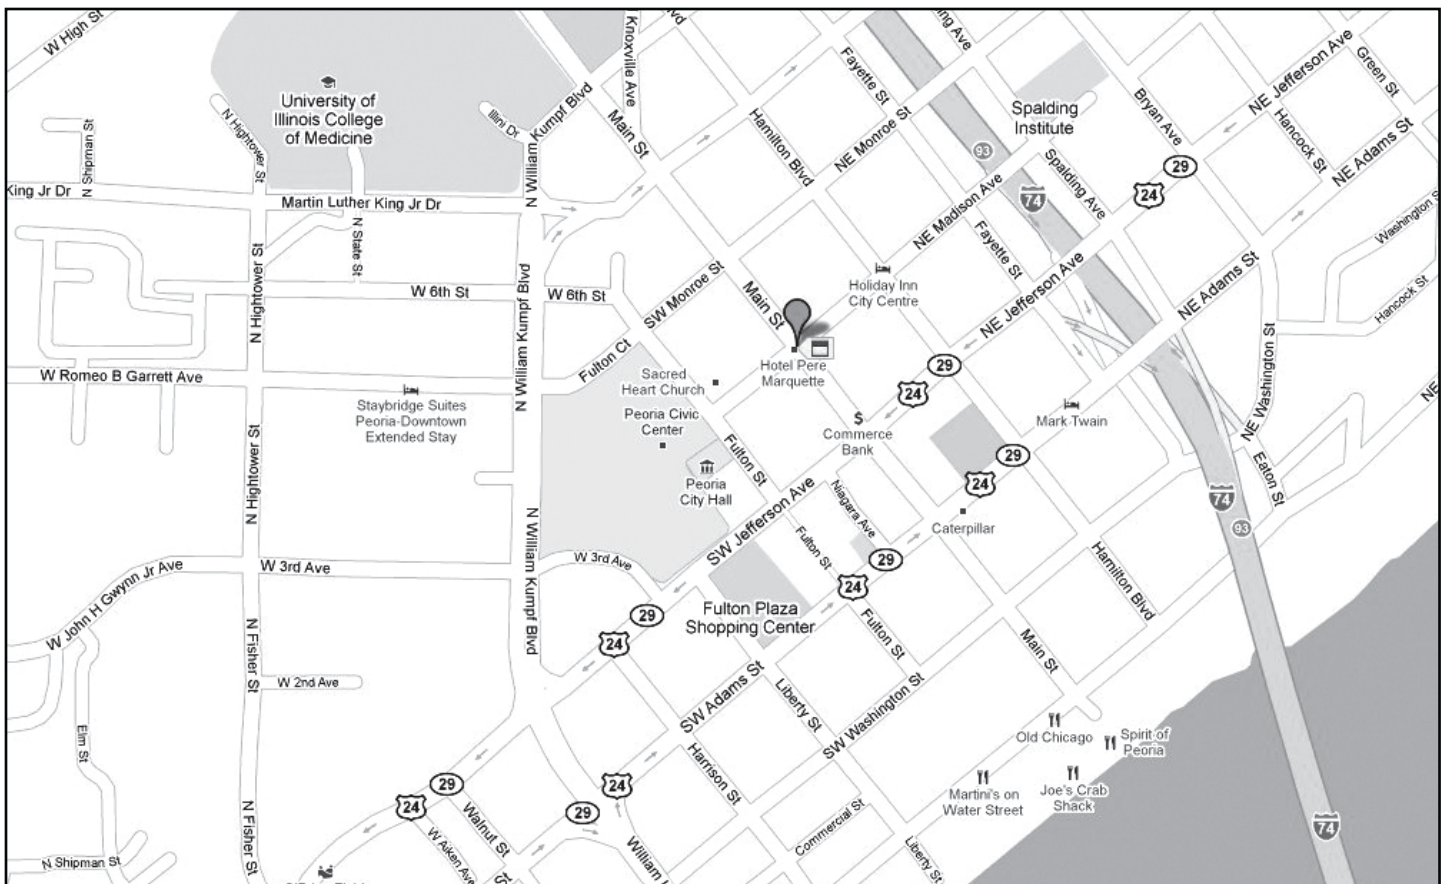 W High St
University of
Illinois College
of Medicine
N Hightower St
Illini Dr
N William Kumpf Blvd
Knoxville Ave
Main St
Hamilton Blvd
Fayette St
NE Monroe St
Spalding
Institute
Bryan Ave
NE Jefferson Ave
Green St
Hancock St
NE Adams St
N Shipman St
King Jr Dr
Martin Luther King Jr Dr
N State St
93
74
29
24
Spalding Ave
NE Madison Ave
Fayette St
Washington S
Hancock St
N Hightower St
W 6th St
W 6th St
N William Kumpf Blvd
SW Monroe St
Main St
Holiday Inn
City Centre
NE Jefferson Ave
NE Adams St
NE Washington St
W Romeo B Garrett Ave
Fulton Ct
Sacred
Heart Church
Hotel Pere
Marquette
29
24
Staybridge Suites
Peoria-Downtown
Extended Stay
Peoria Civic
Center
Commerce
Bank
Mark Twain
NE
N Hightower St
Peoria
City Hall
Fulton St
29
24
Eaton St
74
93
N William Kumpf Blvd
SW Jefferson Ave
Niagara Ave
Fulton St
Caterpillar
W John H Gwynn Jr Ave
W 3rd Ave
W 3rd Ave
29
24
Hamilton Blvd
Fulton Plaza
Shopping Center
29
24
Fulton St
Main St
N Fisher St
W 2nd Ave
SW Adams St
Liberty St
SW Washington St
Old Chicago
Spirit of
Peoria
Elm St
Harrison St
Martini's on
Water Street
Joe's Crab
Shack
29
24
24
29
N Fisher St
Walnut St
W Aiken Ave
William
Commercial St
Liberty St
74
N Shipman St